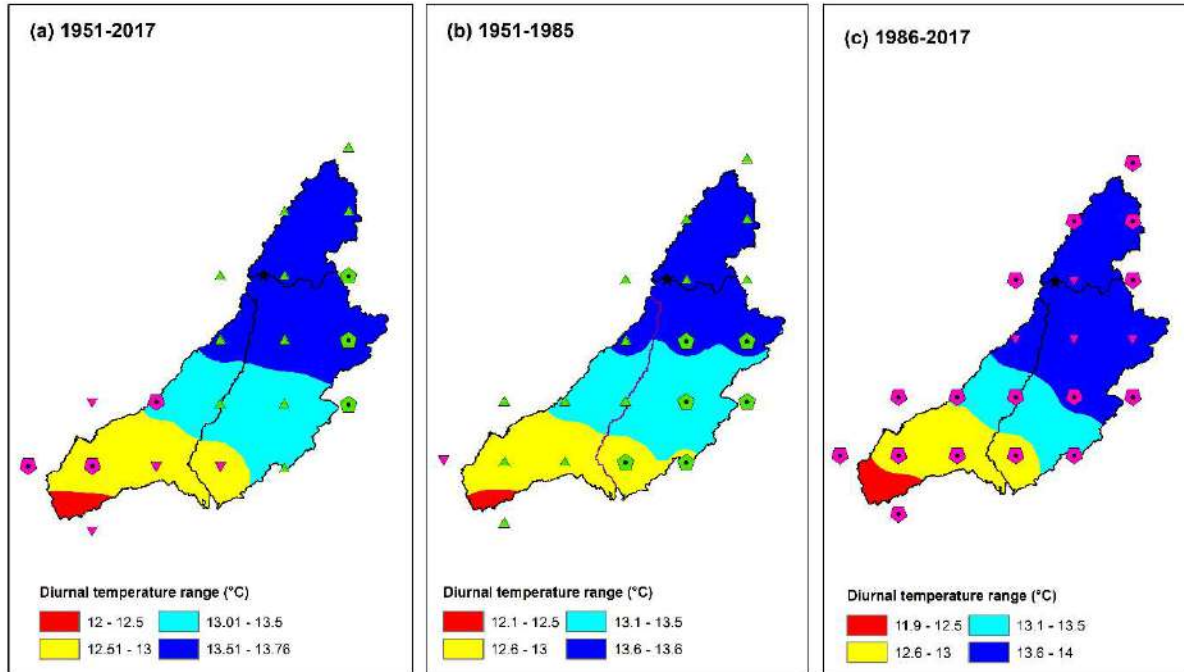 (a) 1951-2017
Diurnal temperature range (°C)
12 - 12.5
13.01 - 13.5
12.51 - 13
13.51 - 13.76
(b) 1951-1985
Diurnal temperature range (°C)
12.1 - 12.5
13.1 - 13.5
12.6 - 13
13.6 - 13.6
(c) 1986-2017
Diurnal temperature range (°C)
11.9 - 12.5
13.1 - 13.5
12.6 - 13
13.6 - 14